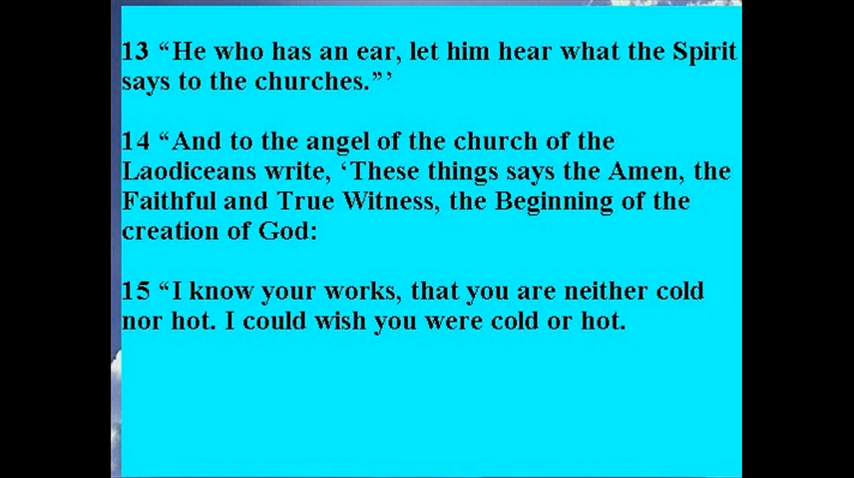 13 “He who has an ear, let him hear what the Spirit
says to the churches.”’
14 “And to the angel of the church of the
Laodiceans write, ‘These things says the Amen, the
Faithful and True Witness, the Beginning of the
creation of God:
15 “I know your works, that you are neither cold
nor hot. I could wish you were cold or hot.